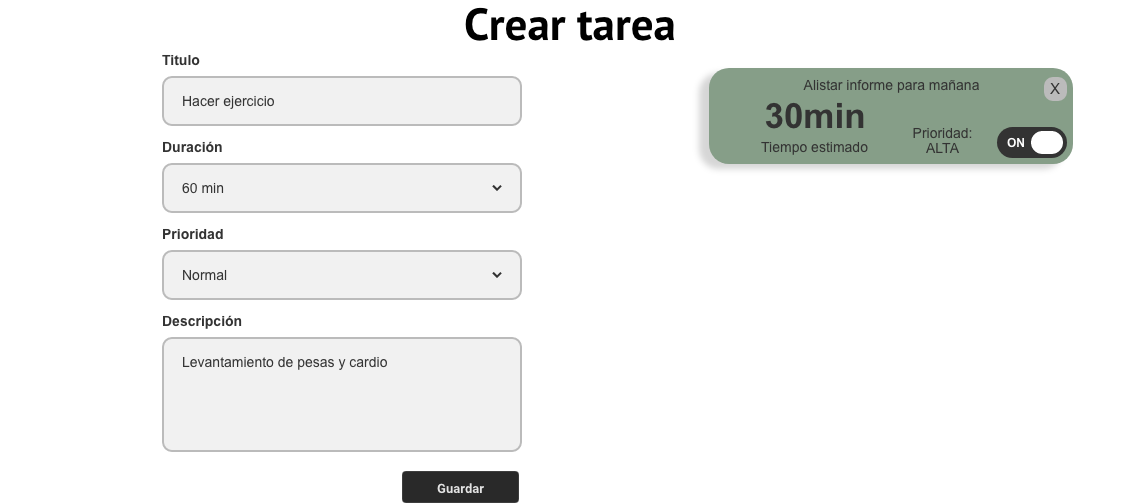 Crear tarea
Titulo
Hacer ejercicio
Duración
60 min
Prioridad
Normal
Descripción
Levantamiento de pesas y cardio
Guardar
Alistar informe para mañana
X
30min
Tiempo estimado
Prioridad:
ALTA
ON